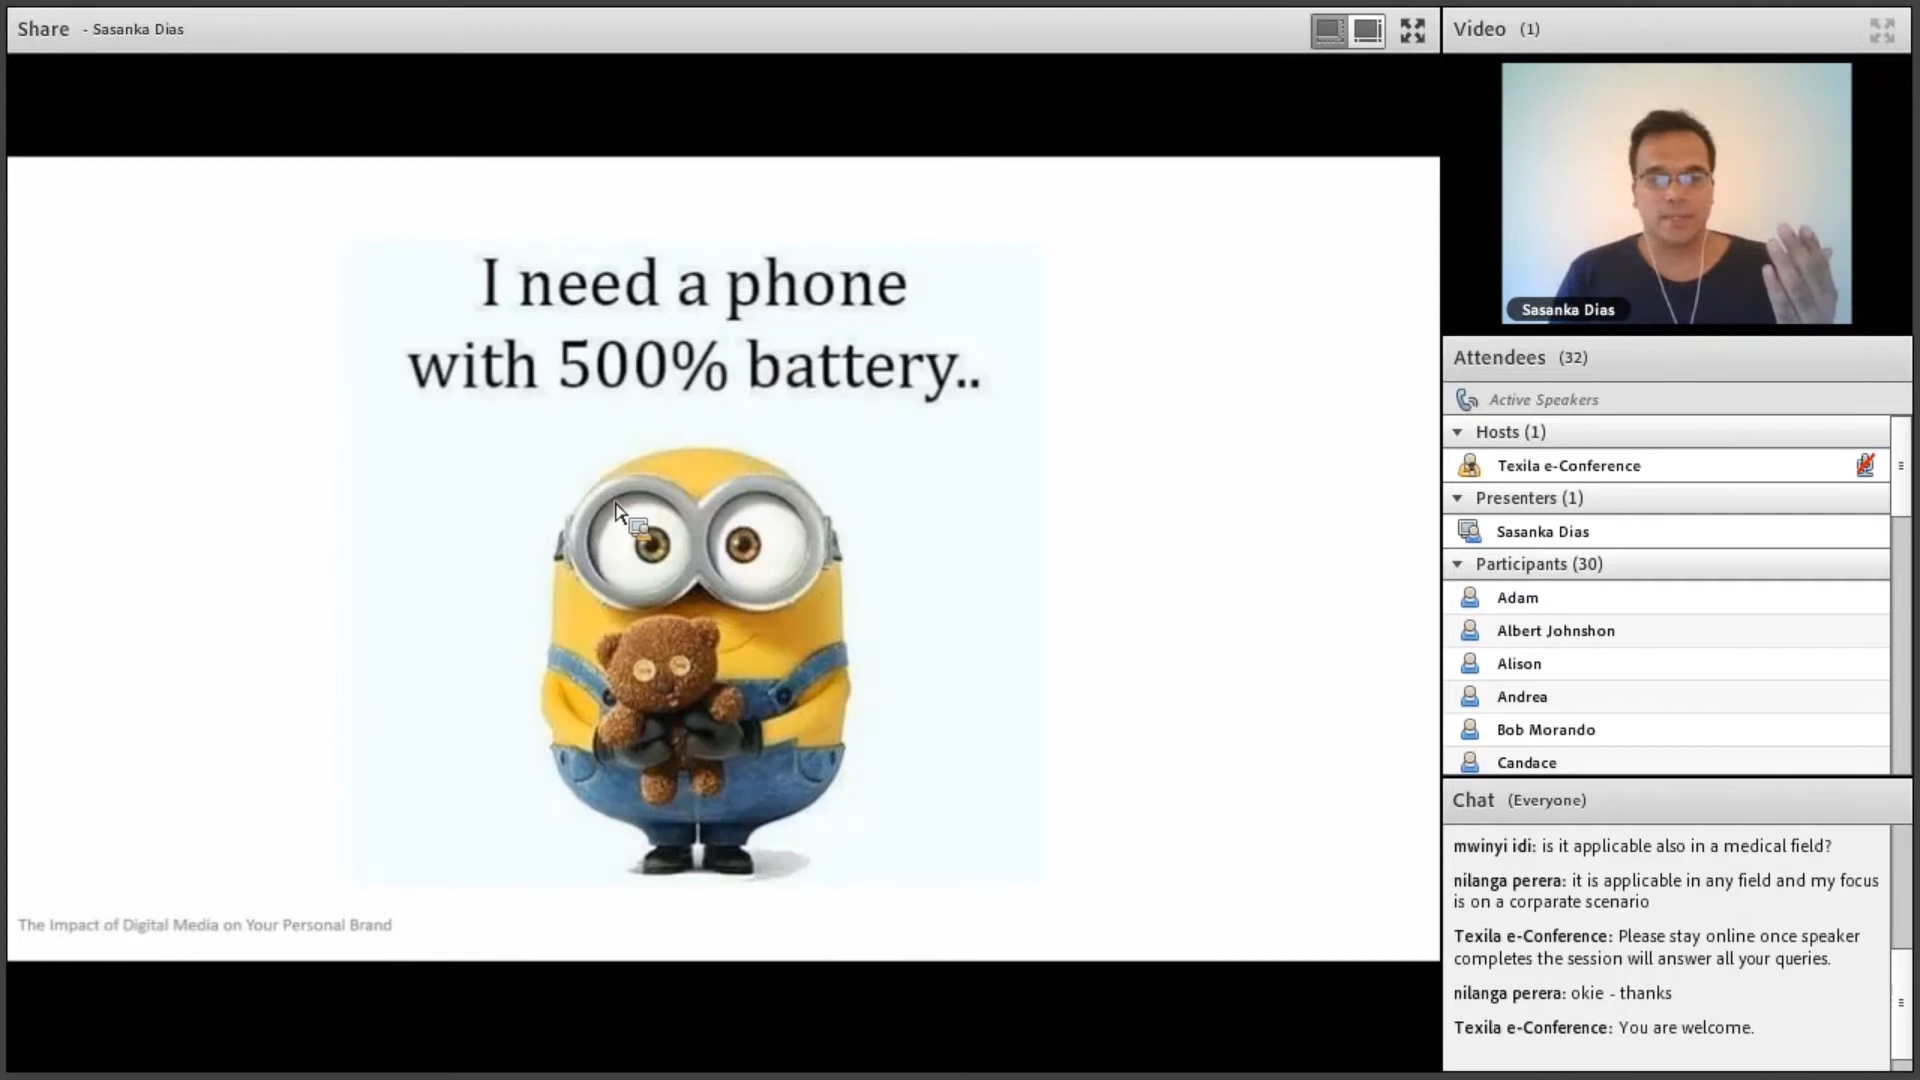 Share - Sasanka Dias
I need a phone
with 500% battery..
The Impact of Digital Media on Your Personal Brand
Video (1)
Sasanka Dias
Attendees (32)
Active Speakers
Hosts (1)
Texila e-Conference
Presenters (1)
Sasanka Dias
Participants (30)
Adam
Albert Johnshon
Alison
Andrea
Bob Morando
Candace
Chat (Everyone)
mwinyi idi: is it applicable also in a medical field?
nilanga perera: it is applicable in any field and my focus
is on a corparate scenario
Texila e-Conference: Please stay online once speaker
completes the session will answer all your queries.
nilanga perera: okie - thanks
Texila e-Conference: You are welcome.